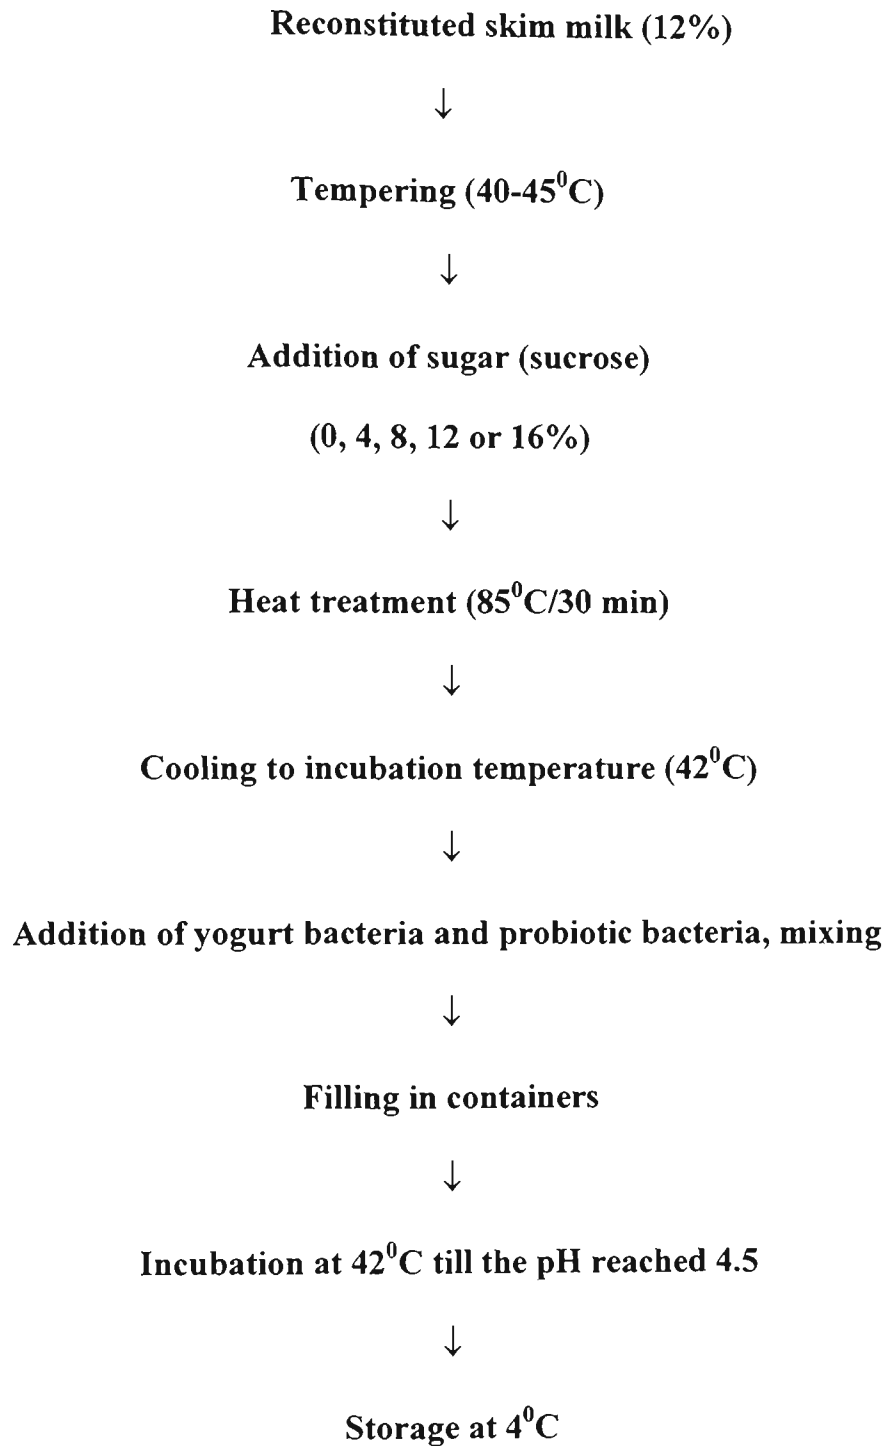 Reconstituted skim milk (12%)
↓
Tempering (40-45⁰C)
↓
Addition of sugar (sucrose)
(0, 4, 8, 12 or 16%)
↓
Heat treatment (85⁰C/30 min)
↓
Cooling to incubation temperature (42⁰C)
↓
Addition of yogurt bacteria and probiotic bacteria, mixing
↓
Filling in containers
↓
Incubation at 42⁰C till the pH reached 4.5
↓
Storage at 4⁰C